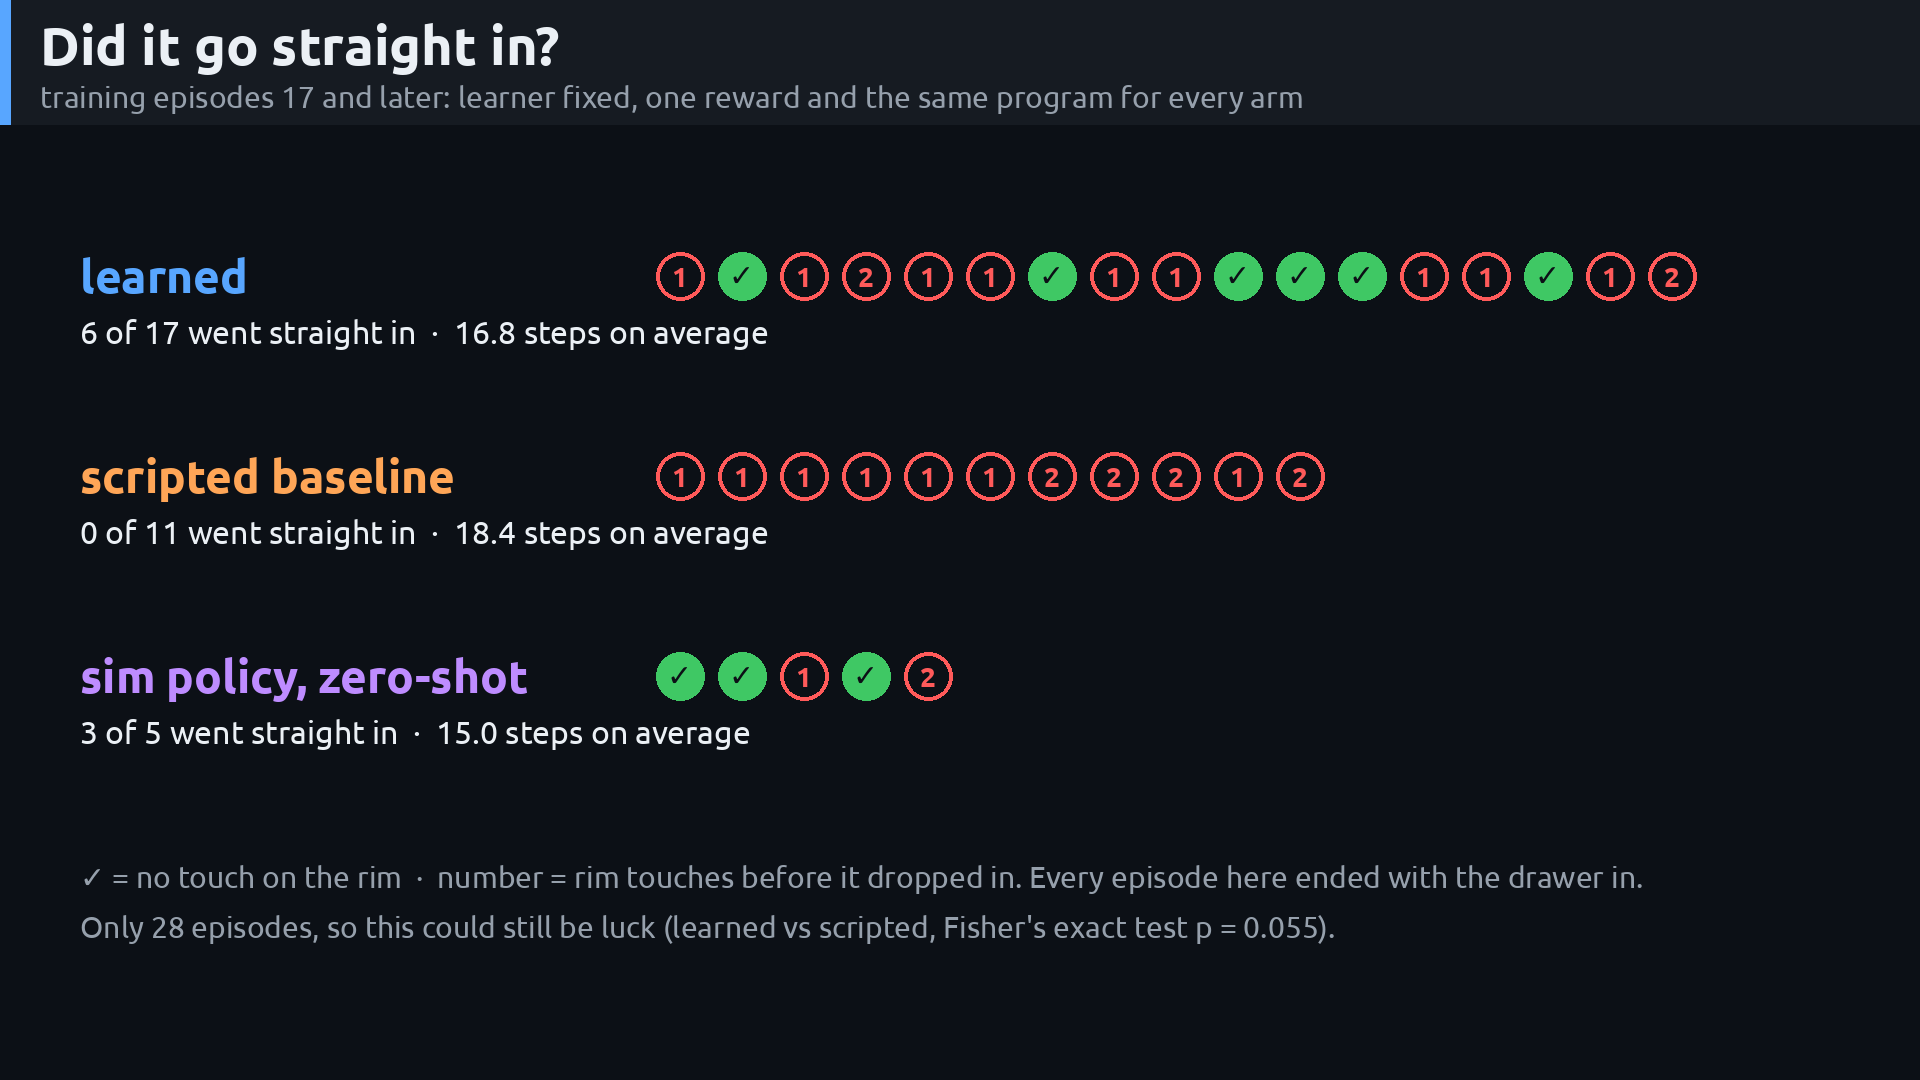 Did it go straight in?
training episodes 17 and later: learner fixed, one reward and the same program for every arm
learned
1 ✓ 1 2 1 1 ✓ 1 1 ✓ ✓ ✓ 1 1 ✓ 1 2
6 of 17 went straight in · 16.8 steps on average
scripted baseline
1 1 1 1 1 1 2 2 2 1 2
0 of 11 went straight in · 18.4 steps on average
sim policy, zero-shot
✓ ✓ 1 ✓ 2
3 of 5 went straight in · 15.0 steps on average
✓ = no touch on the rim · number = rim touches before it dropped in. Every episode here ended with the drawer in.
Only 28 episodes, so this could still be luck (learned vs scripted, Fisher's exact test p = 0.055).